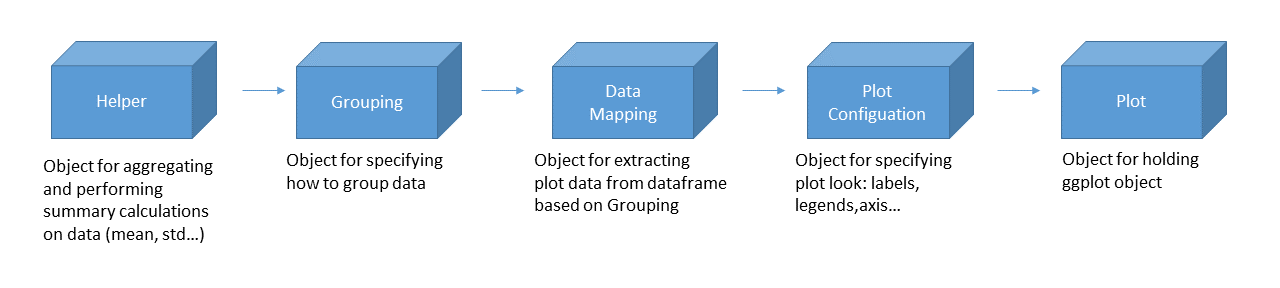 Helper
Object for aggregating
and performing
summary calculations
on data (mean, std…)
Grouping
Object for specifying
how to group data
Data
Mapping
Object for extracting
plot data from dataframe
based on Grouping
Plot
Configuation
Object for specifying
plot look: labels,
legends,axis…
Plot
Object for holding
ggplot object